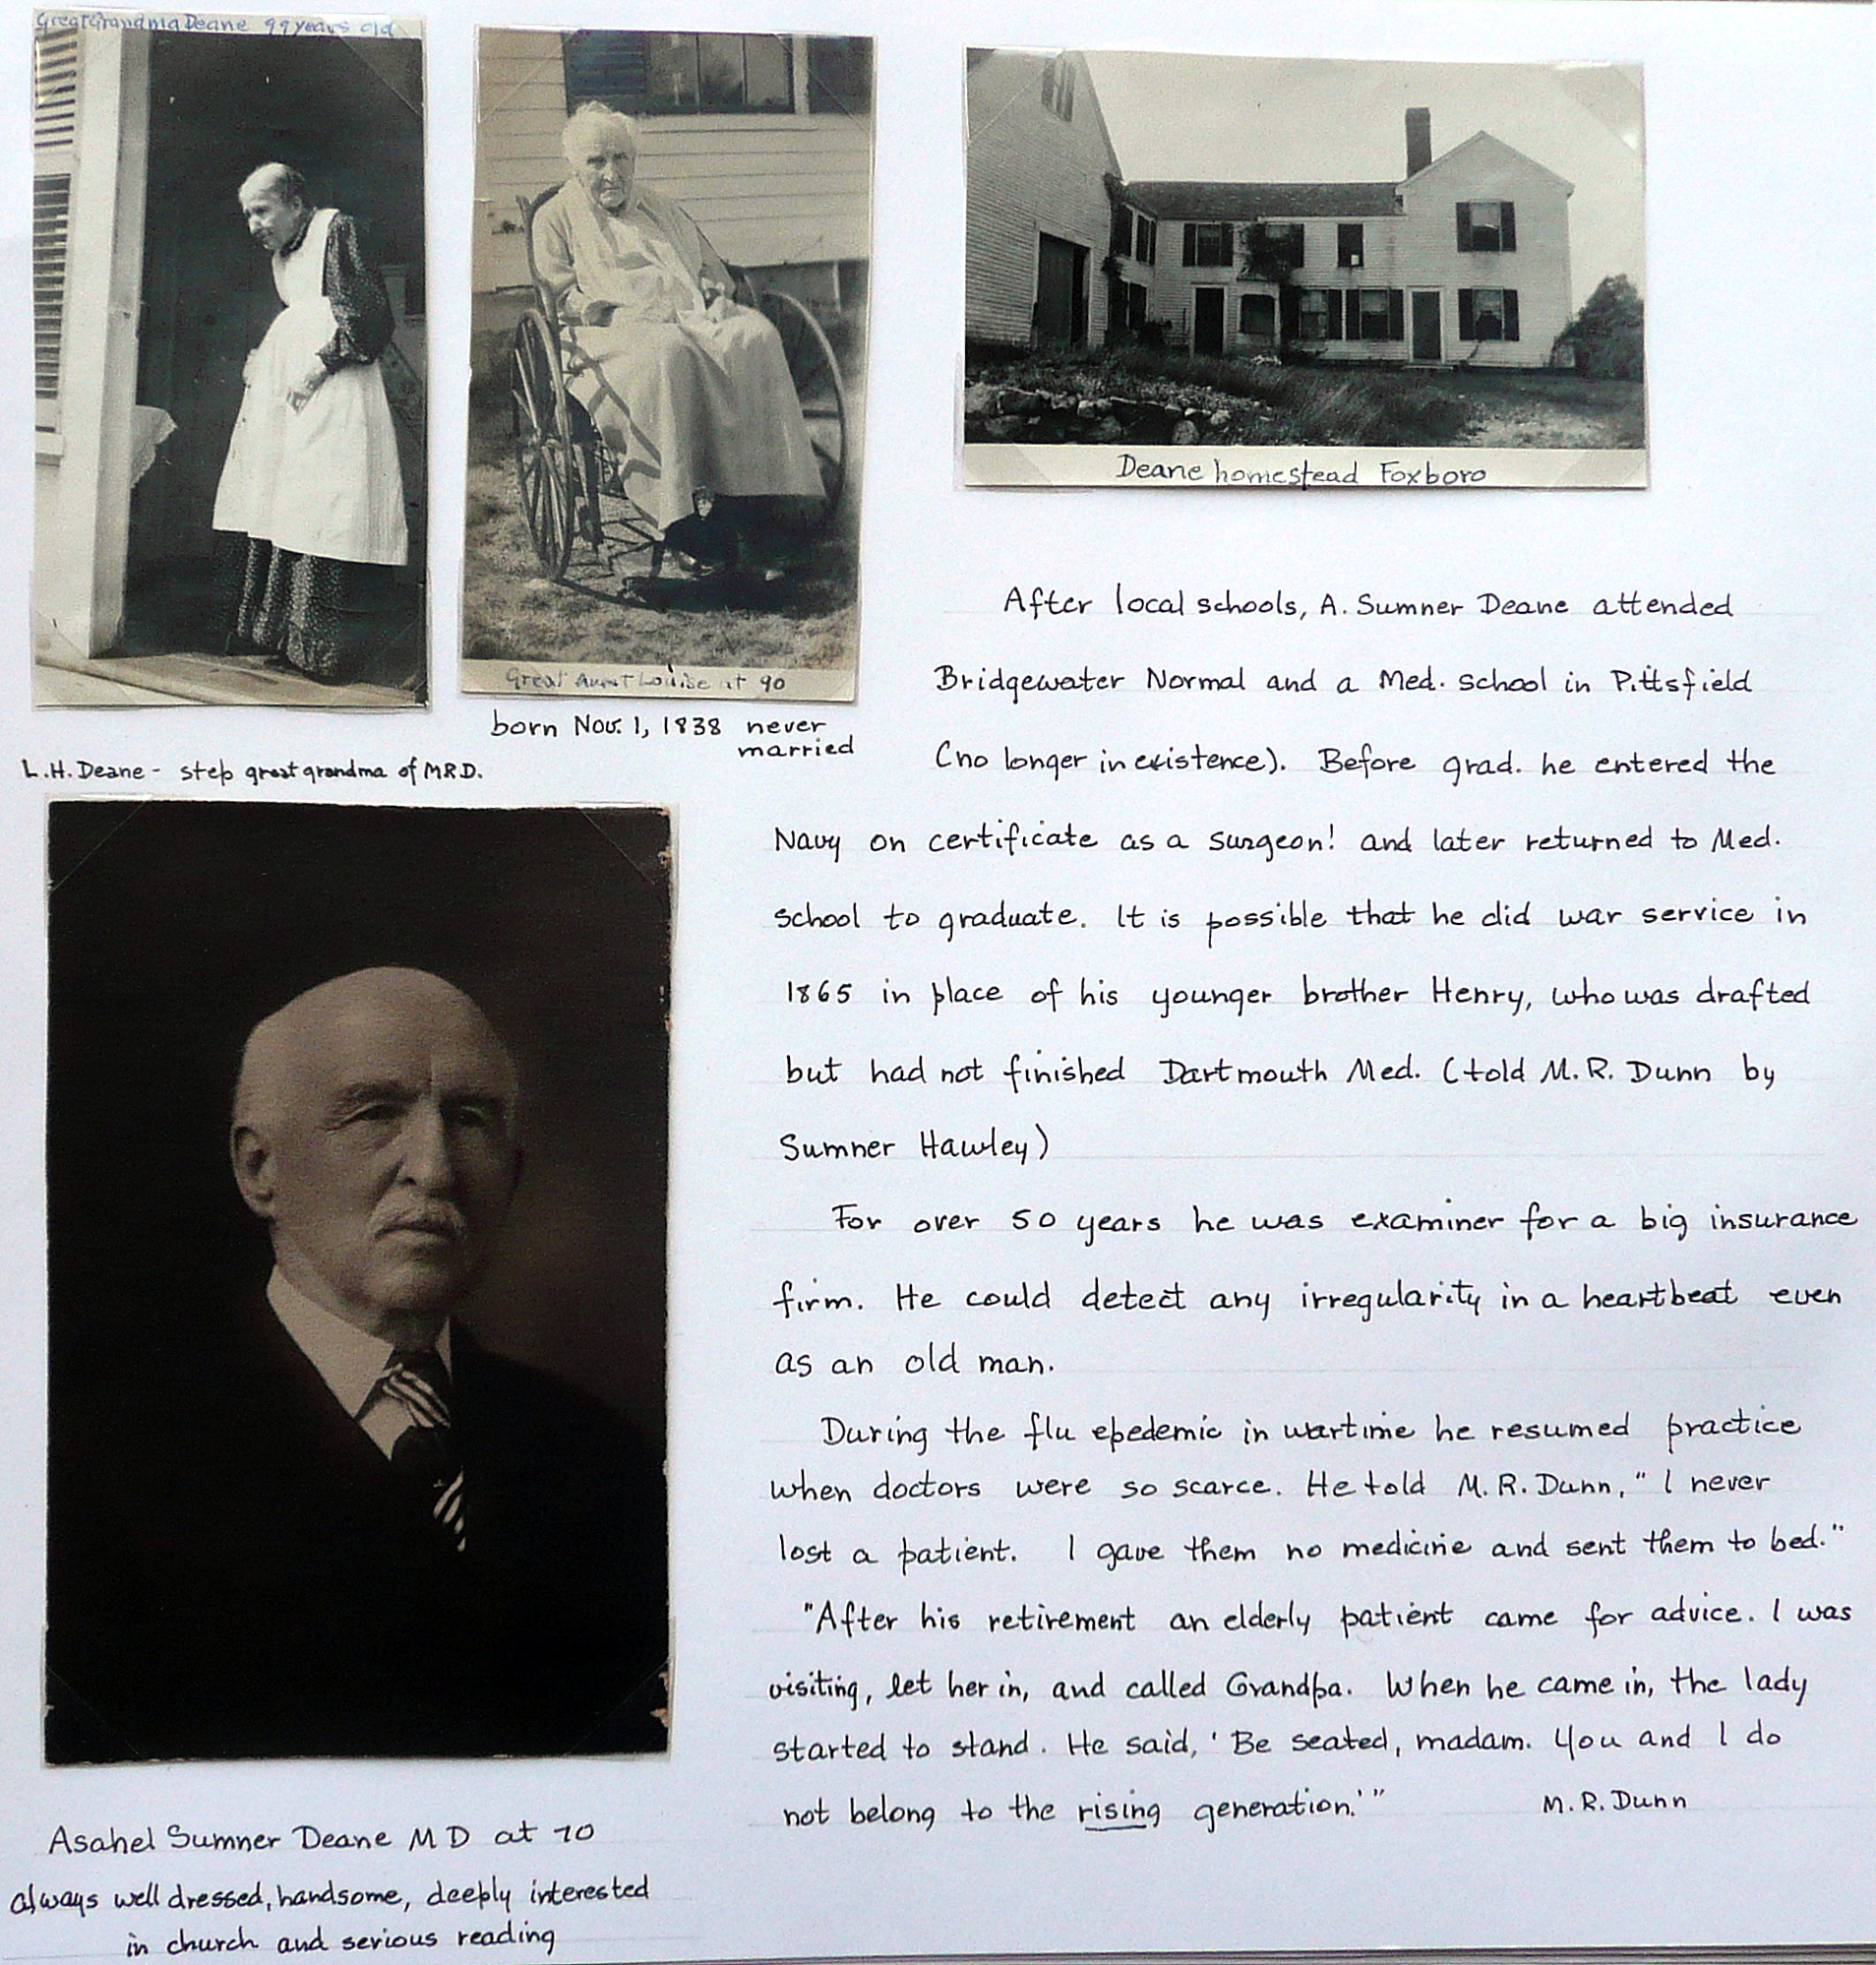 Great Grandma Deane 99 years old
Great Aunt Louise at 90
born Nov. 1, 1838 never
married
L.H. Deane - step great grandma of MRD.
Deane homestead Foxboro
After local schools, A. Sumner Deane attended
Bridgewater Normal and a Med. school in Pittsfield
(no longer in existence). Before grad. he entered the
Navy on certificate as a surgeon! and later returned to Med.
school to graduate. It is possible that he did war service in
1865 in place of his younger brother Henry, who was drafted
but had not finished Dartmouth Med. (told M.R. Dunn by
Sumner Hawley)
For over 50 years he was examiner for a big insurance
firm. He could detect any irregularity in a heartbeat even
as an old man.
During the flu epedemic in wartime he resumed practice
when doctors were so scarce. He told M.R. Dunn, "I never
lost a patient. I gave them no medicine and sent them to bed."
"After his retirement an elderly patient came for advice. I was
visiting, let her in, and called Grandpa. When he came in, the lady
started to stand. He said, 'Be seated, madam. You and I do
not belong to the rising generation.'"
M.R. Dunn
Asahel Sumner Deane MD at 70
always well dressed, handsome, deeply interested
in church and serious reading